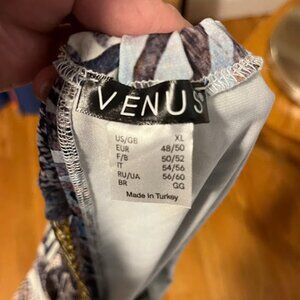 VENUS
US/GB XL
EUR 48/50
F/B 50/52
IT 54/56
RU/UA 56/60
BR GG
Made in Turkey